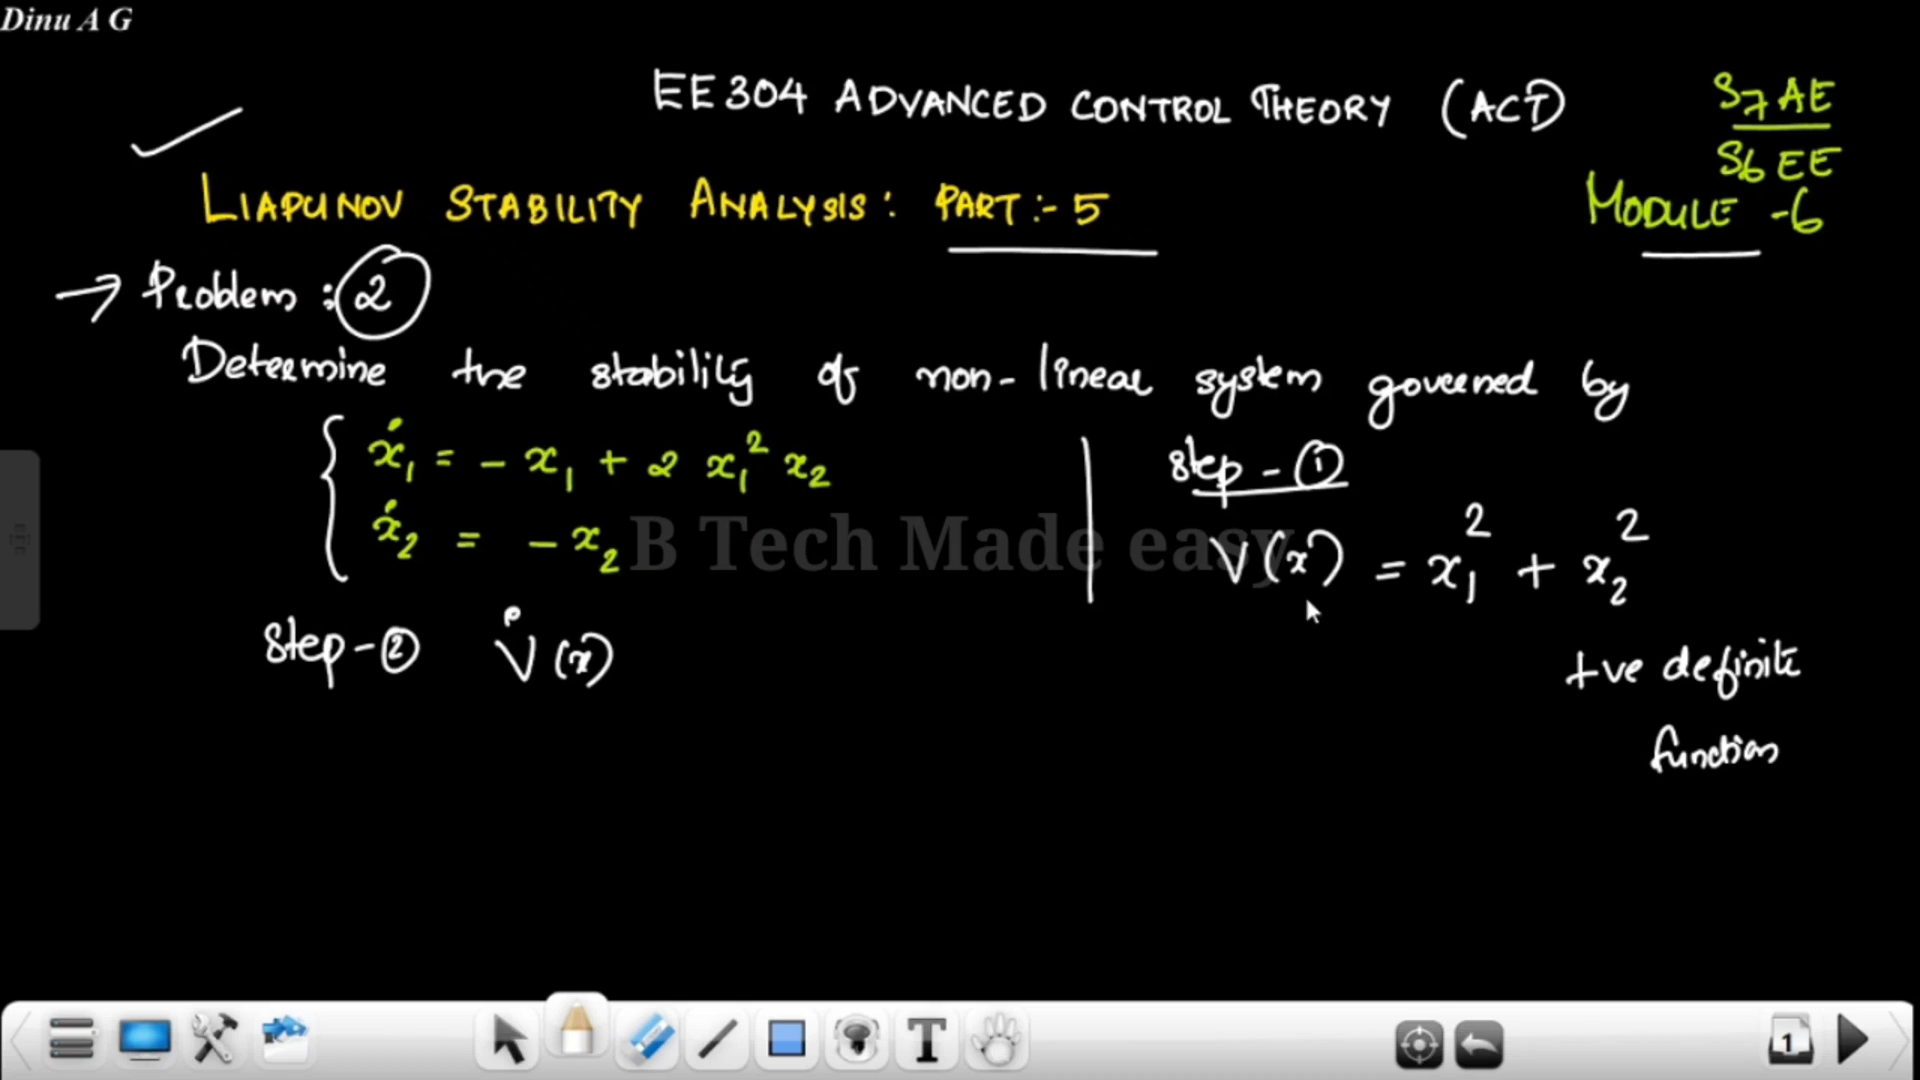 Dinu A G
EE304 ADVANCED CONTROL THEORY (ACT)
S7 AE
S6 EE
LIAPUNOV STABILITY ANALYSIS: PART:- 5
MODULE -6
→ Problem : 2
Determine the stability of non-linear system governed by
ẋ₁ = - x₁ + 2 x₁² x₂
ẋ₂ = - x₂
step - ①
V(x) = x₁² + x₂²
B Tech Made easy
+ve definite
function
Step-② V̇(x)
T
1